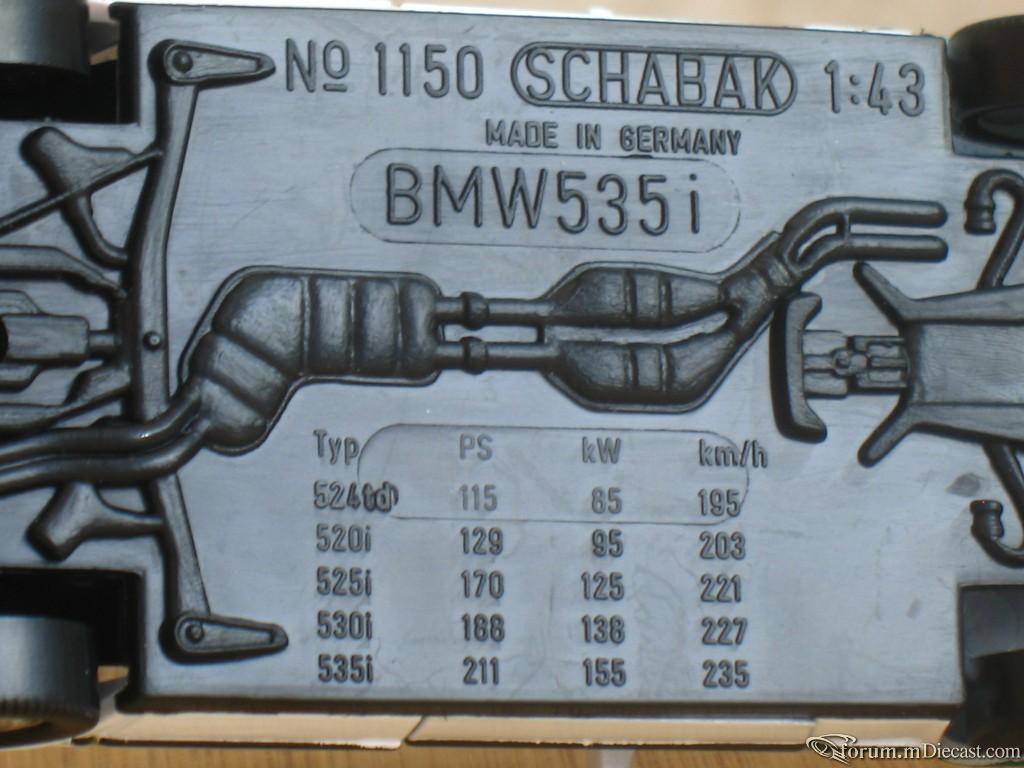 Nº 1150 SCHABAK 1:43
MADE IN GERMANY
BMW535i
Typ PS kW km/h
524td 115 85 195
520i 129 95 203
525i 170 125 221
530i 188 138 227
535i 211 155 235
forum.mDiecast.com